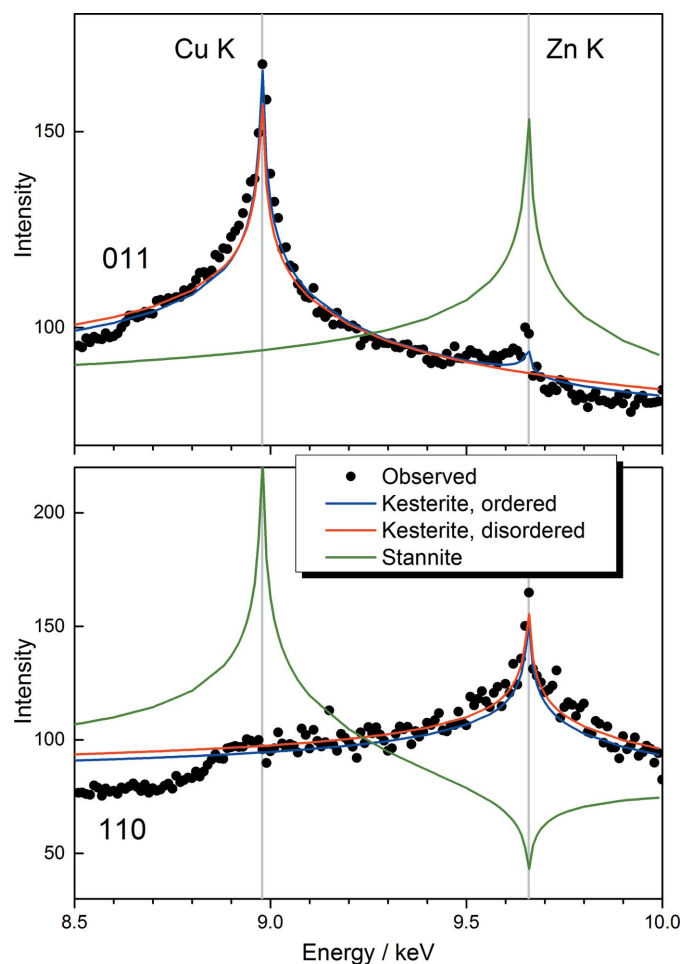 Cu K
Zn K
150
100
Intensity
011
Observed
Kesterite, ordered
Kesterite, disordered
Stannite
200
150
100
50
Intensity
110
8.5
9.0
9.5
10.0
Energy / keV